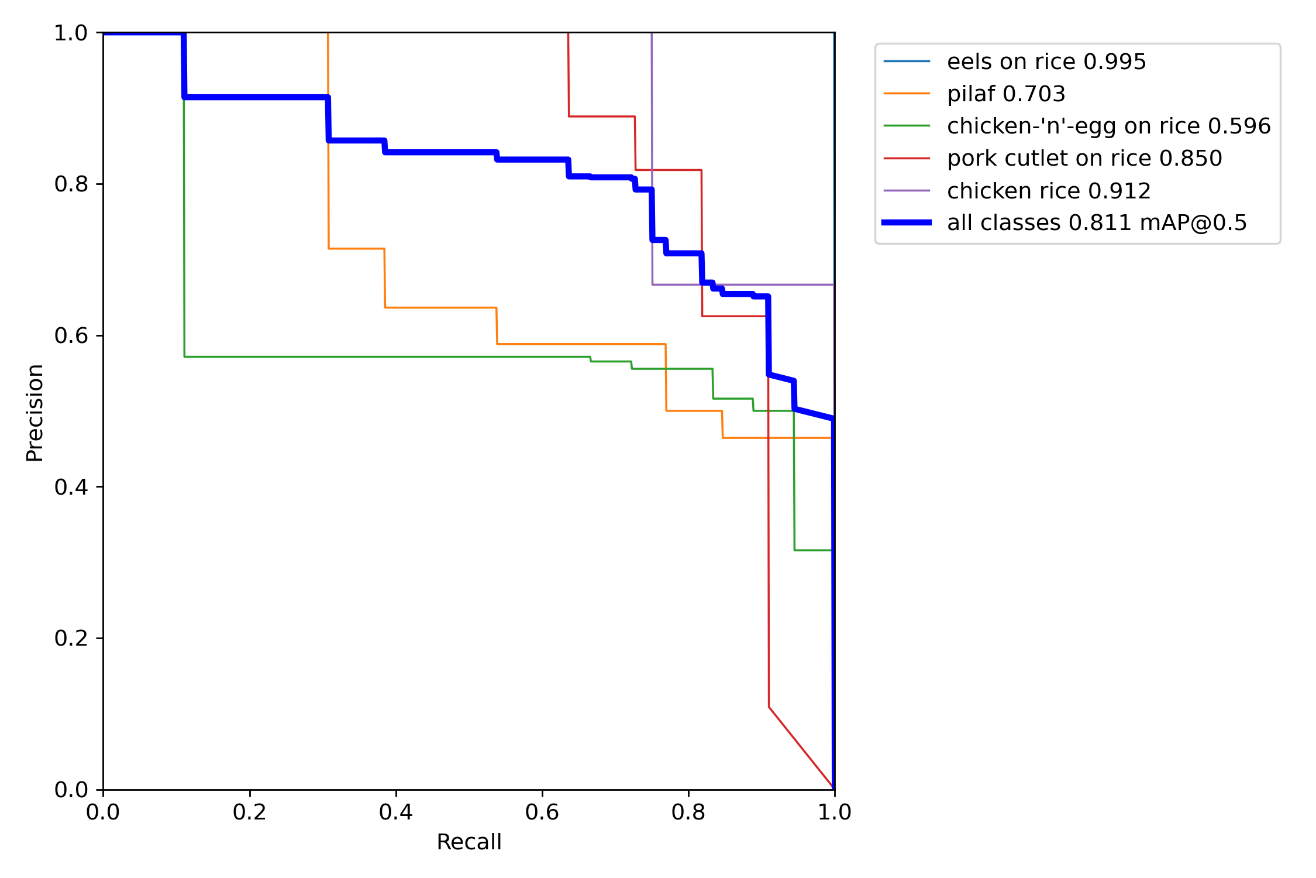 1.0
0.8
0.6
0.4
0.2
0.0
Precision
0.0 0.2 0.4 0.6 0.8 1.0
Recall
eels on rice 0.995
pilaf 0.703
chicken-'n'-egg on rice 0.596
pork cutlet on rice 0.850
chicken rice 0.912
all classes 0.811 mAP@0.5